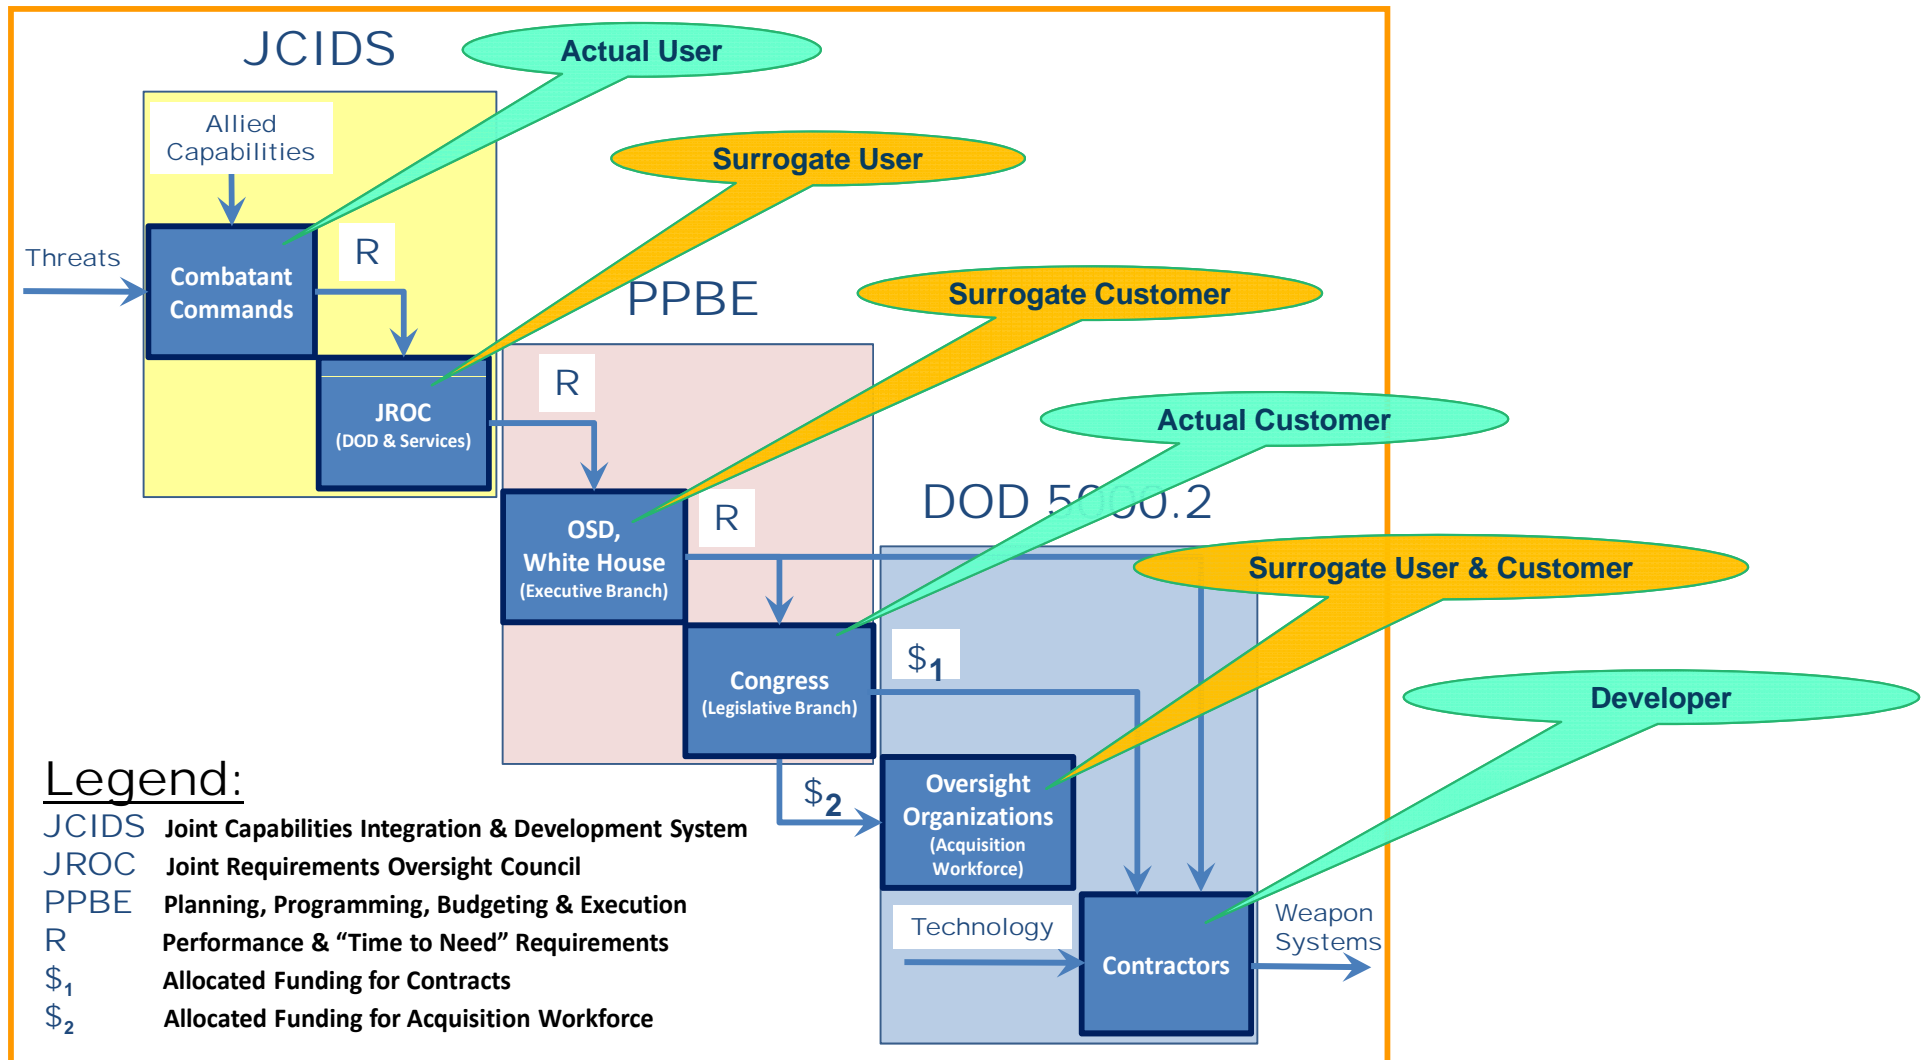 JCIDS
Actual User
Allied
Capabilities
Surrogate User
Threats
R
Combatant
Commands
PPBE
Surrogate Customer
R
JROC
(DOD & Services)
Actual Customer
R
DOD 5000.2
OSD,
White House
(Executive Branch)
Surrogate User & Customer
$1
Congress
(Legislative Branch)
Developer
$2
Oversight
Organizations
(Acquisition
Workforce)
Technology
Contractors
Weapon
Systems
Legend:
JCIDS Joint Capabilities Integration & Development System
JROC Joint Requirements Oversight Council
PPBE Planning, Programming, Budgeting & Execution
R Performance & “Time to Need” Requirements
$1 Allocated Funding for Contracts
$2 Allocated Funding for Acquisition Workforce